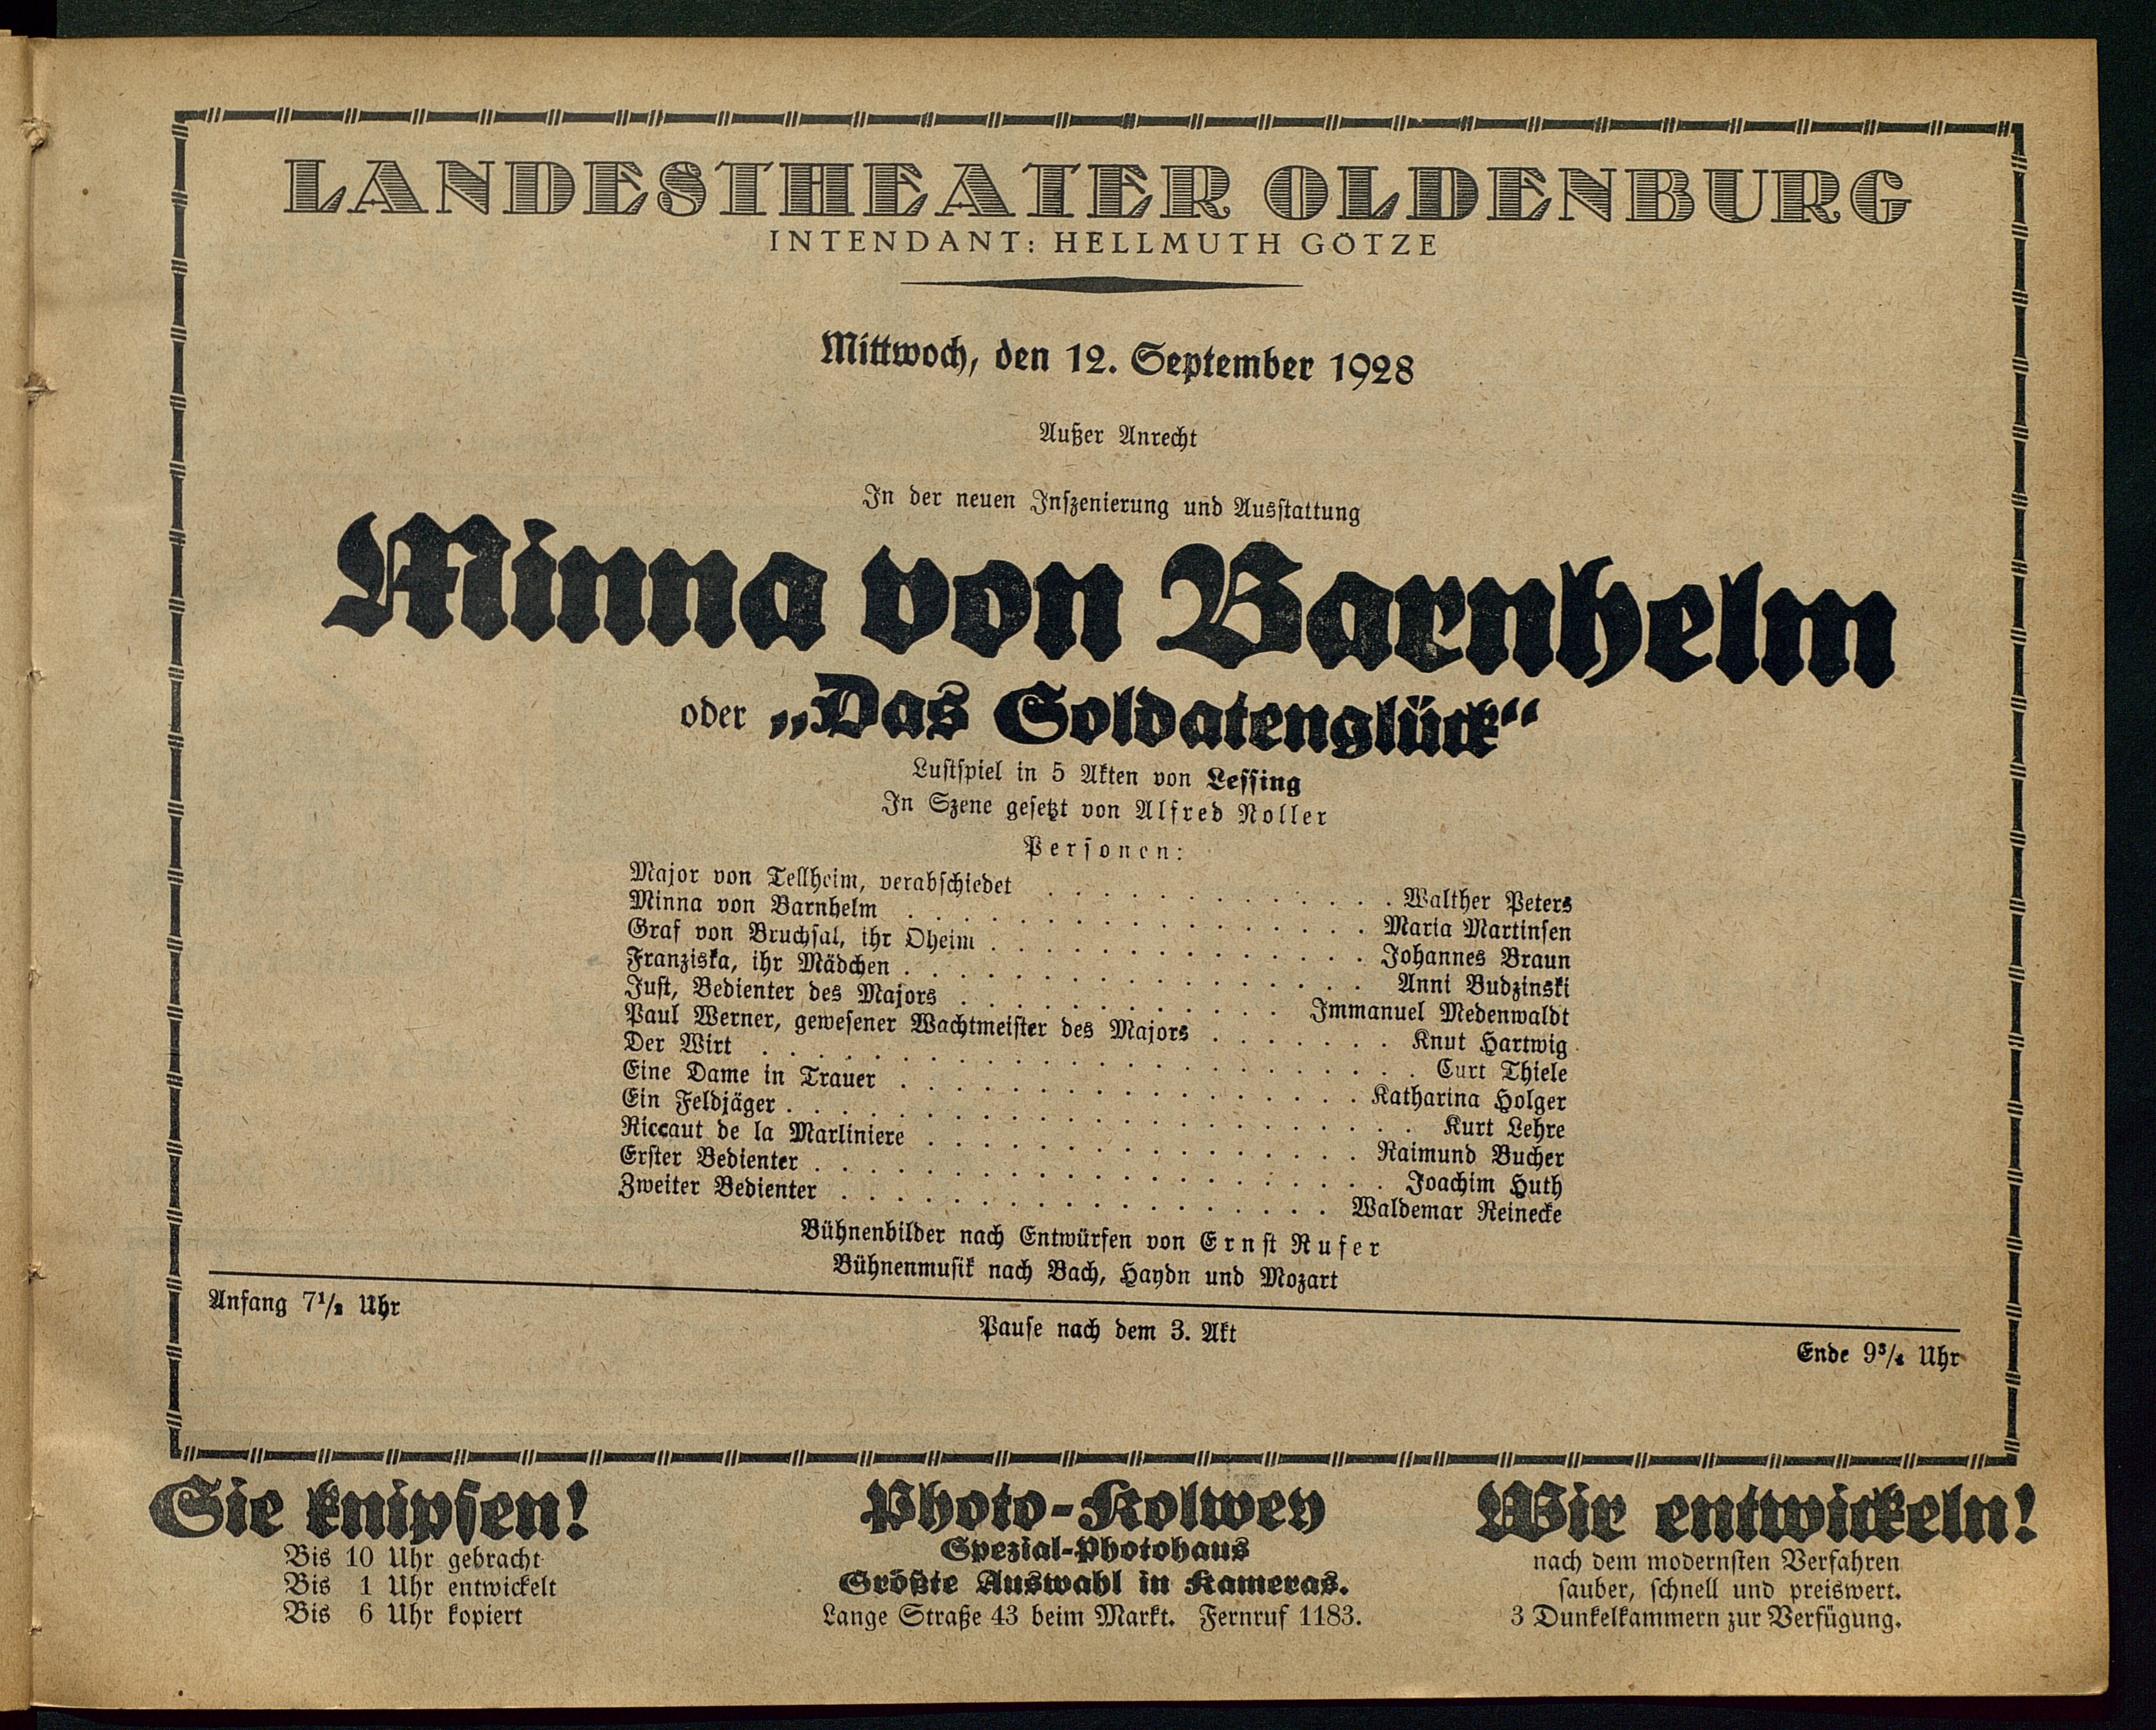 LANDESTHEATER OLDENBURG
INTENDANT: HELLMUTH GÖTZE
Mittwoch, den 12. September 1928
Außer Anrecht
In der neuen Inszenierung und Ausstattung
Minna von Barnhelm
oder „Das Soldatenglück“
Lustspiel in 5 Akten von Lessing
In Szene gesetzt von Alfred Noller
Personen:
Major von Tellheim, verabschiedet . . . . . . . . . . . . . Walther Peters
Minna von Barnhelm . . . . . . . . . . . . . . . . . Maria Martinsen
Graf von Bruchsal, ihr Oheim . . . . . . . . . . . . . . Johannes Braun
Franziska, ihr Mädchen . . . . . . . . . . . . . . . . . Anni Budzinski
Just, Bedienter des Majors . . . . . . . . . . . . Immanuel Medenwaldt
Paul Werner, gewesener Wachtmeister des Majors . . . . . . . Knut Hartwig
Der Wirt . . . . . . . . . . . . . . . . . . . . . . . . Curt Thiele
Eine Dame in Trauer . . . . . . . . . . . . . . . . . Katharina Holger
Ein Feldjäger . . . . . . . . . . . . . . . . . . . . . . . Kurt Lehre
Riccaut de la Marliniere . . . . . . . . . . . . . . . . Raimund Bucher
Erster Bedienter . . . . . . . . . . . . . . . . . . . . . Joachim Huth
Zweiter Bedienter . . . . . . . . . . . . . . . . . . Waldemar Reinecke
Bühnenbilder nach Entwürfen von Ernst Rufer
Bühnenmusik nach Bach, Haydn und Mozart
Anfang 7½ Uhr
Pause nach dem 3. Akt
Ende 9¾ Uhr
Sie knipsen!
Bis 10 Uhr gebracht
Bis 1 Uhr entwickelt
Bis 6 Uhr kopiert
Photo-Kolwey
Spezial-Photohaus
Größte Auswahl in Kameras.
Lange Straße 43 beim Markt. Fernruf 1183.
Wir entwickeln!
nach dem modernsten Verfahren
sauber, schnell und preiswert.
3 Dunkelkammern zur Verfügung.